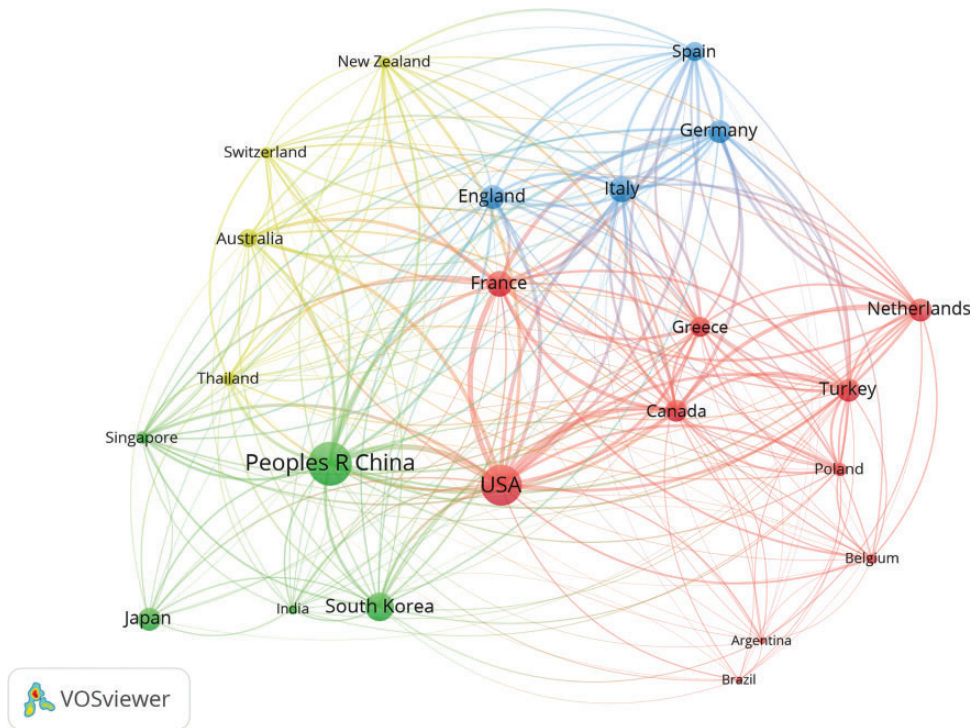 Spain
New Zealand
Germany
Switzerland
England
Italy
Australia
France
Netherlands
Greece
Thailand
Turkey
Canada
Singapore
Peoples R China
Poland
USA
Belgium
South Korea
India
Japan
Argentina
Brazil
VOSviewer